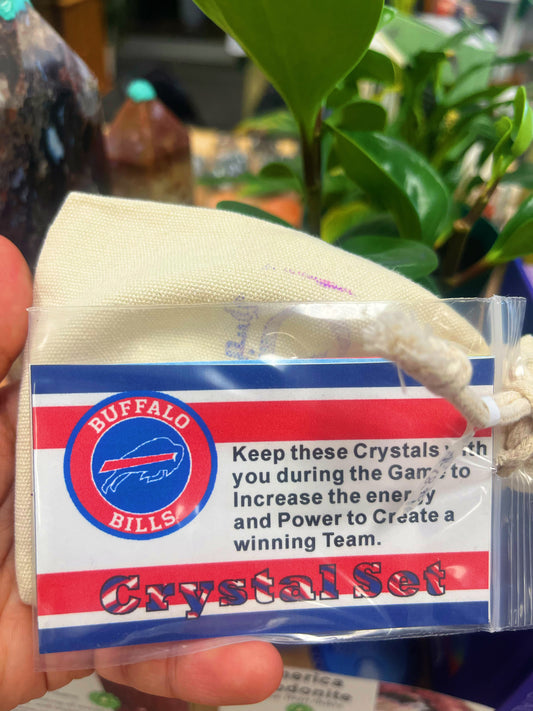 BUFFALO
BILLS
Keep these Crystals with
you during the Game to
Increase the energy
and Power to Create a
winning Team.
Crystal Set